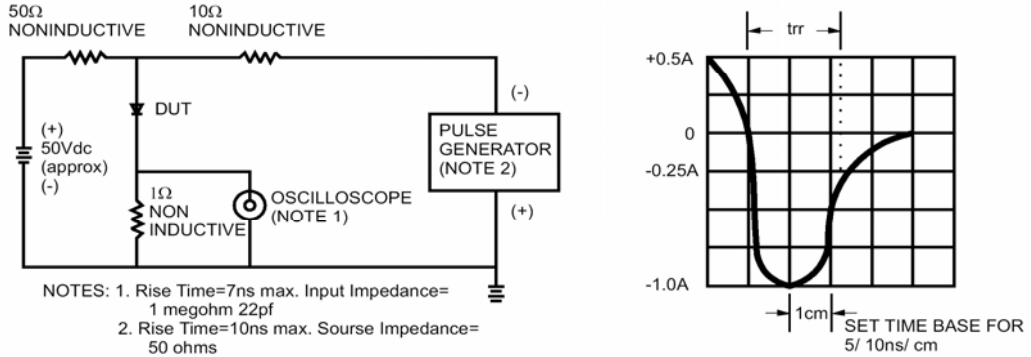 50Ω
NONINDUCTIVE
10Ω
NONINDUCTIVE
DUT
(+)
50Vdc
(approx)
(-)
1Ω
NON
INDUCTIVE
OSCILLOSCOPE
(NOTE 1)
(-)
PULSE
GENERATOR
(NOTE 2)
(+)
NOTES: 1. Rise Time=7ns max. Input Impedance=
1 megohm 22pf
2. Rise Time=10ns max. Sourse Impedance=
50 ohms
trr
+0.5A
0
-0.25A
-1.0A
1cm
SET TIME BASE FOR
5/ 10ns/ cm